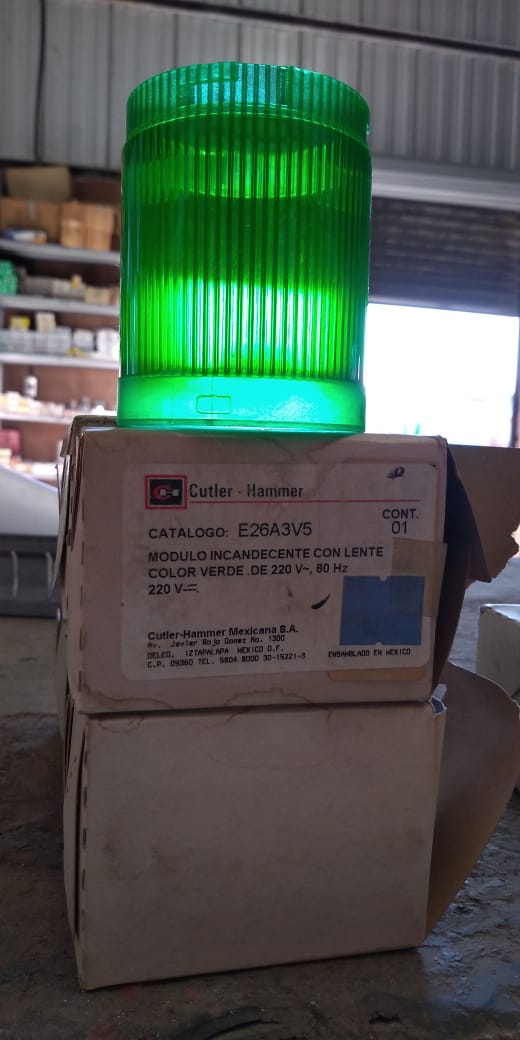 Cutler - Hammer
CONT.
CATALOGO: E26A3V5 01
MODULO INCANDECENTE CON LENTE
COLOR VERDE .DE 220 V~, 60 Hz
220 V⎓.
Cutler-Hammer Mexicana S.A.
Av. Javier Rojo Gomez No. 1300
DELEG. IZTAPALAPA MEXICO D.F.
C.P. 09360 TEL. 5804 8000 30-15221-3 ENSAMBLADO EN MEXICO